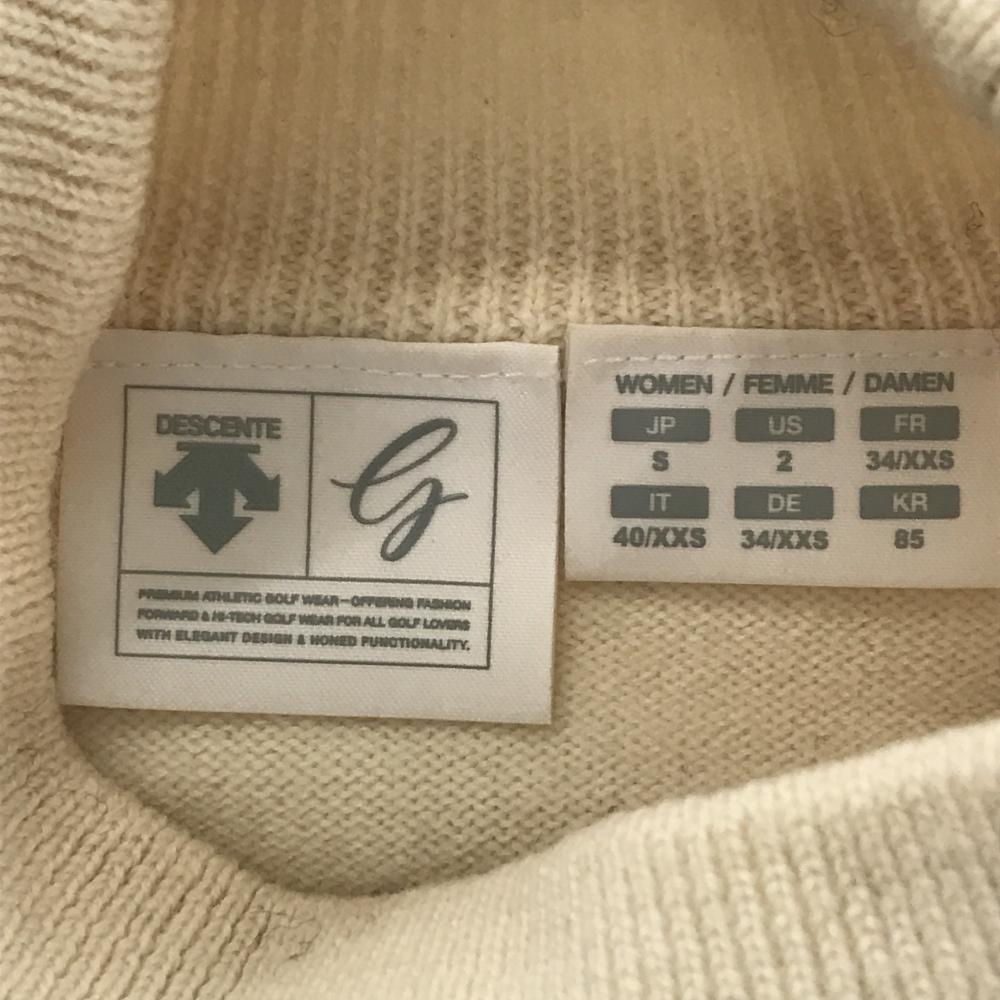 DESCENTE
G
PREMIUM ATHLETIC GOLF WEAR—OFFERING FASHION
FORWARD & HI-TECH GOLF WEAR FOR ALL GOLF LOVERS
WITH ELEGANT DESIGN & HONED FUNCTIONALITY.
WOMEN / FEMME / DAMEN
JP US FR
S 2 34/XXS
IT DE KR
40/XXS 34/XXS 85